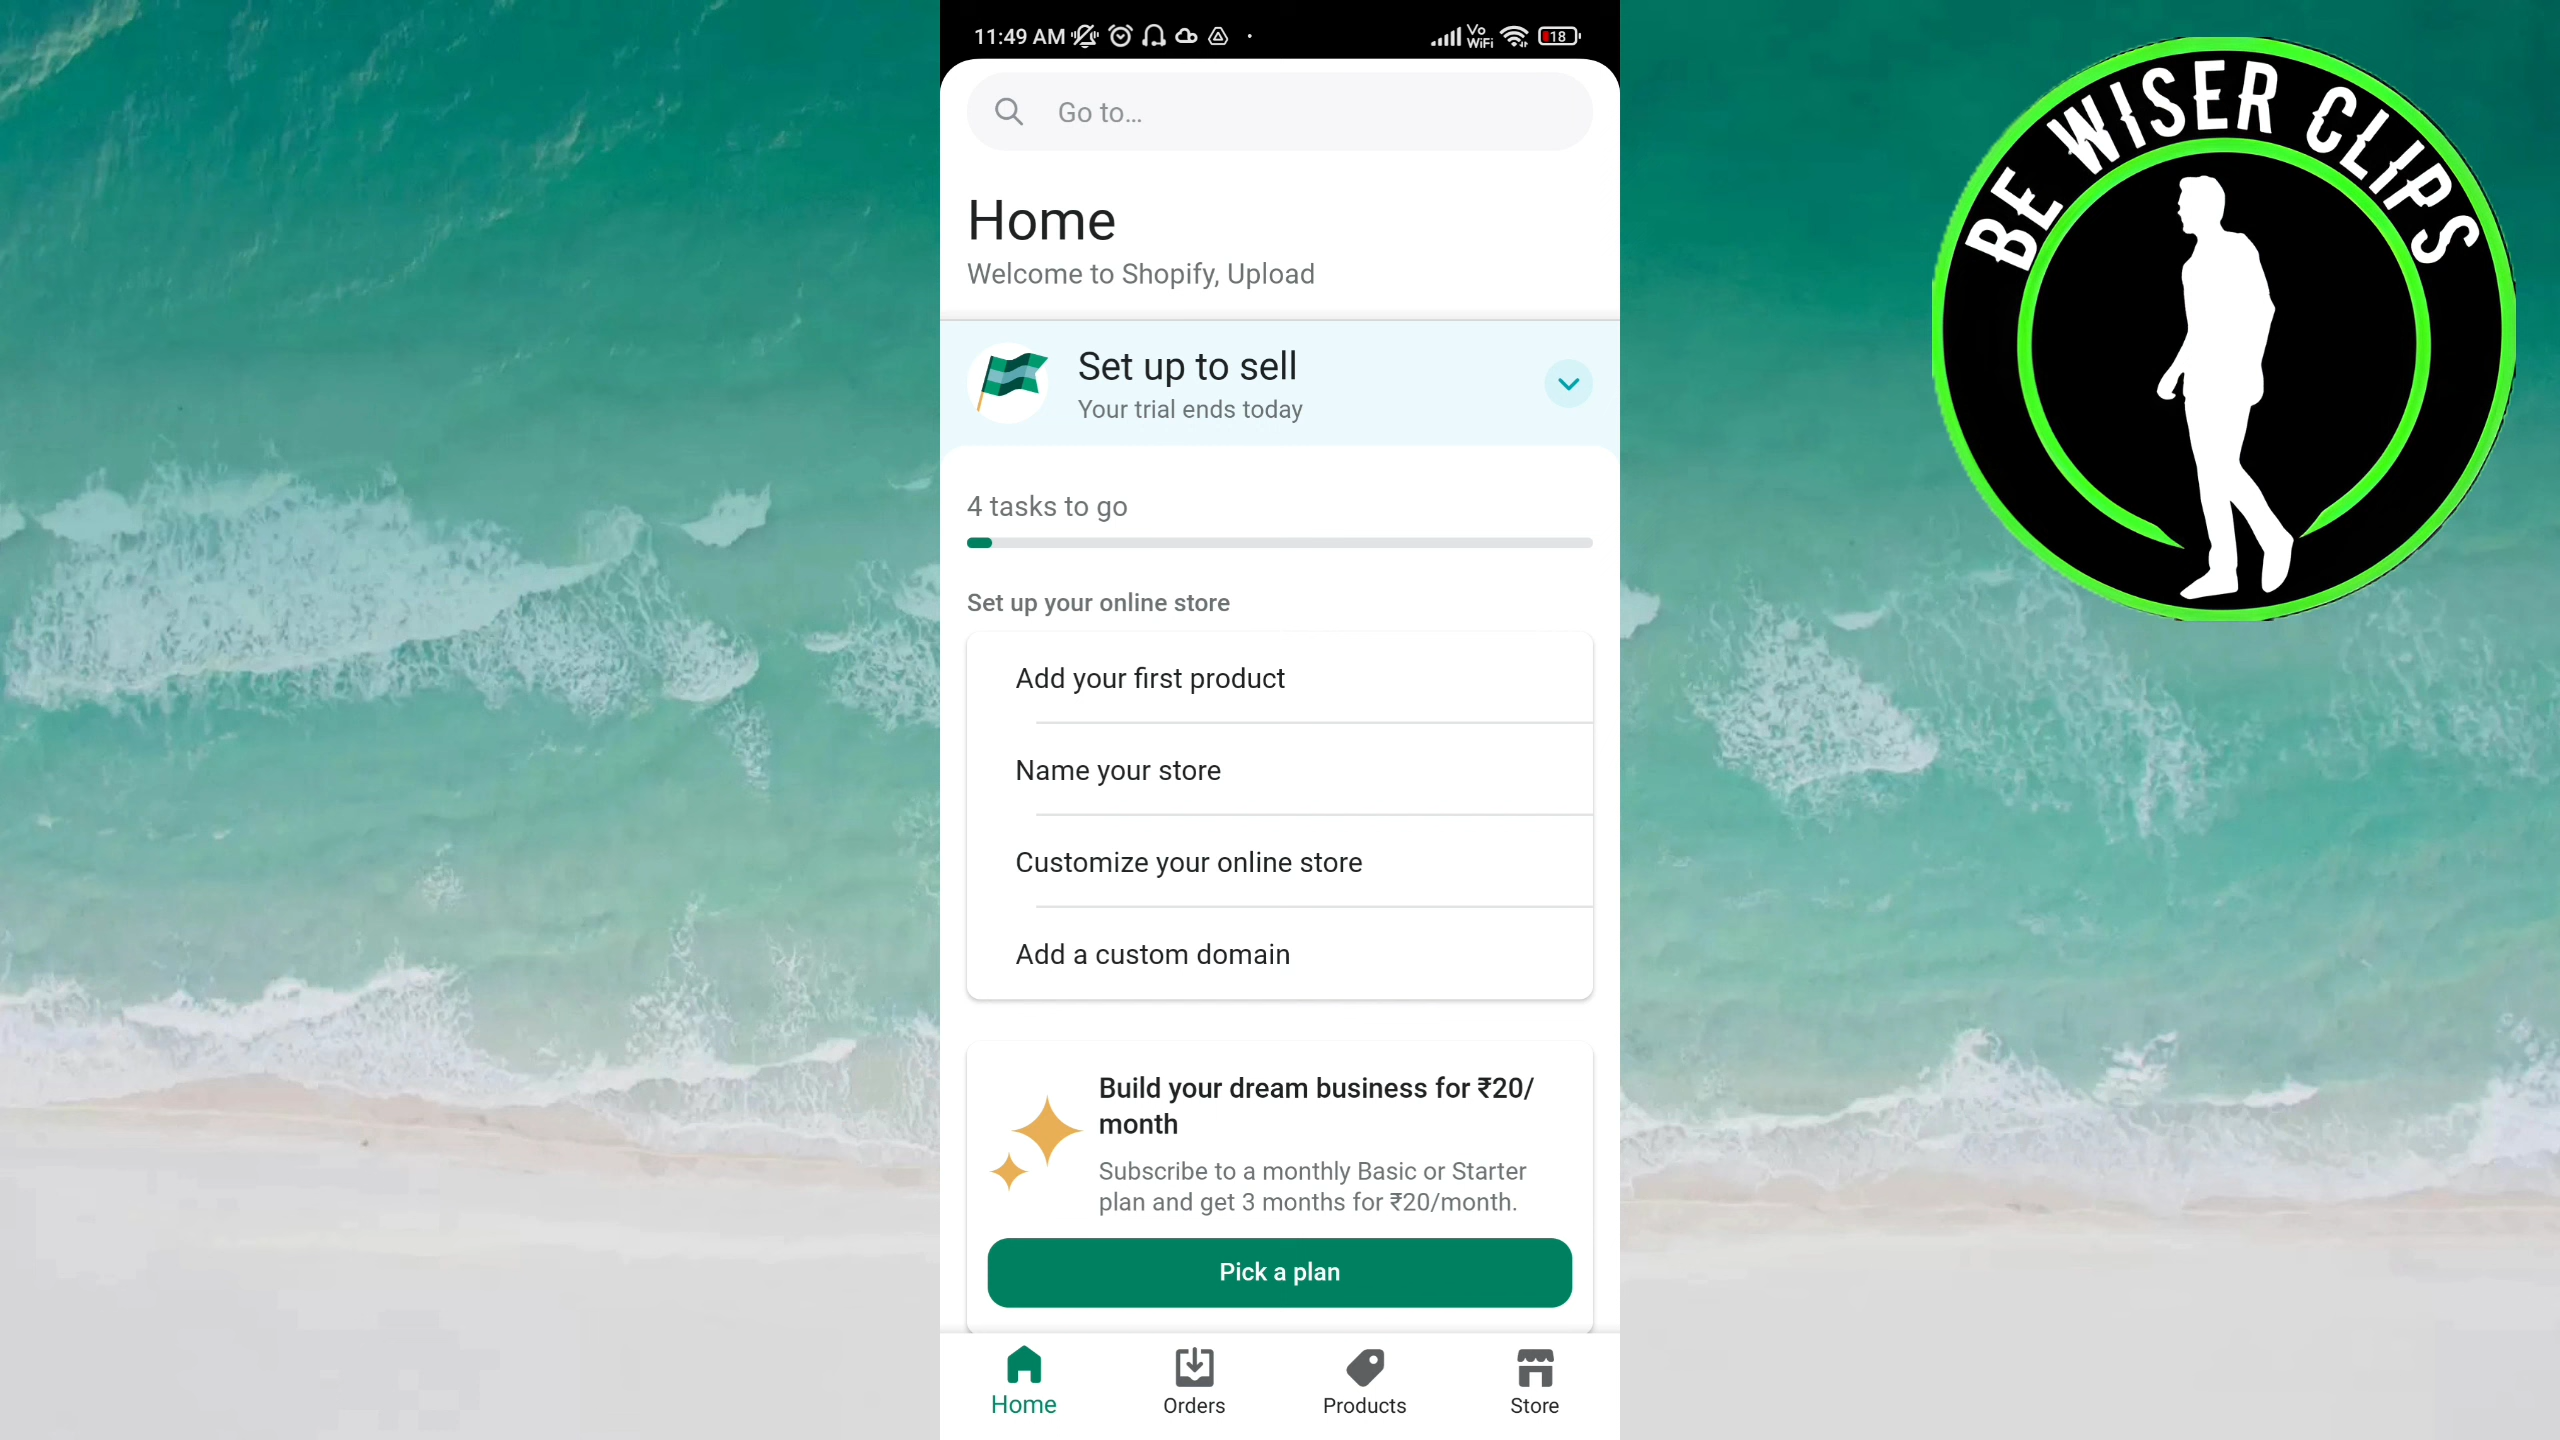 11:49 AM
Vo
WiFi
18
Go to...
Home
Welcome to Shopify, Upload
Set up to sell
Your trial ends today
4 tasks to go
Set up your online store
Add your first product
Name your store
Customize your online store
Add a custom domain
Build your dream business for ₹20/
month
Subscribe to a monthly Basic or Starter
plan and get 3 months for ₹20/month.
Pick a plan
Home
Orders
Products
Store
BE WISER CLIPS